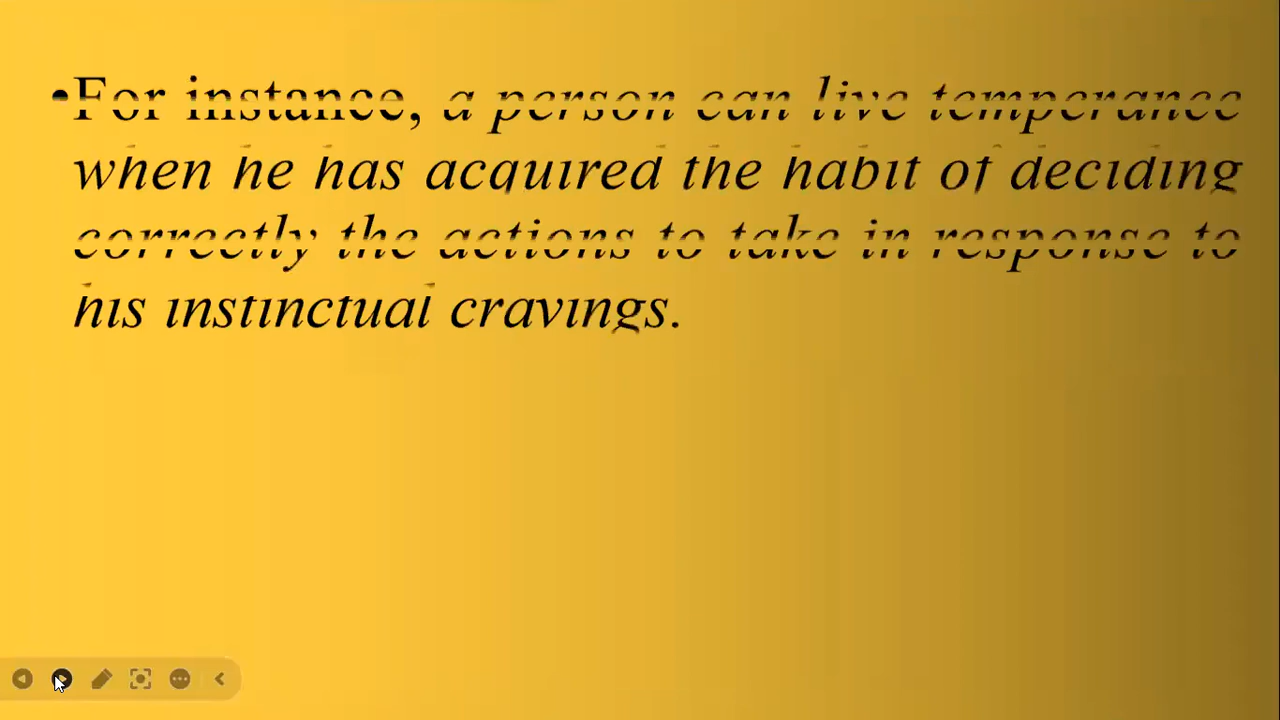 •For instance, a person can live temperance
when he has acquired the habit of deciding
correctly the actions to take in response to
his instinctual cravings.